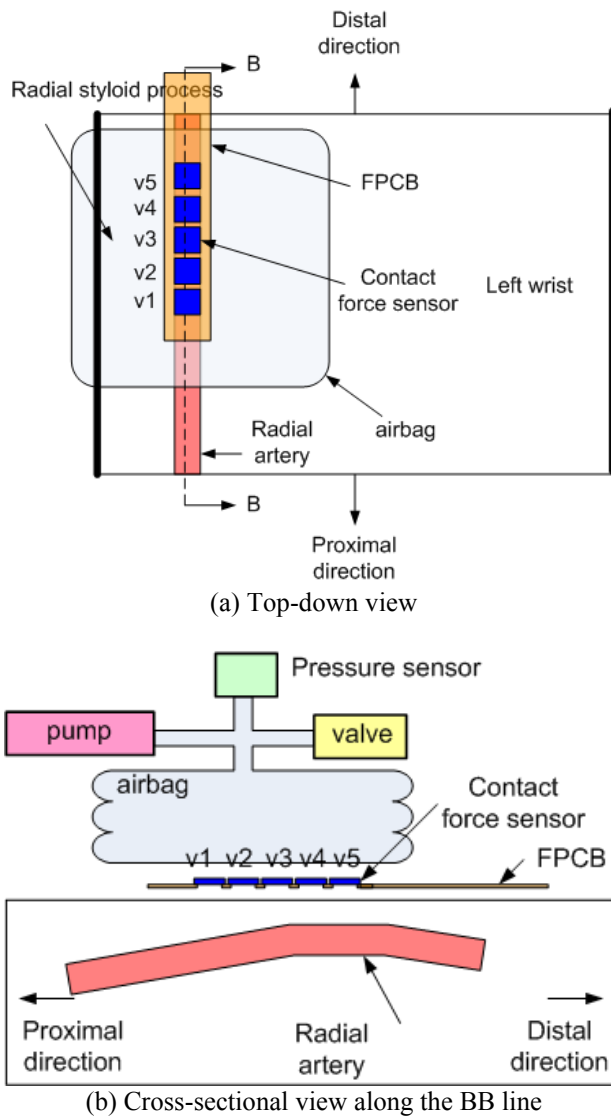 Distal
direction
B
Radial styloid process
FPCB
v5
v4
v3
v2
v1
Contact
force sensor
Left wrist
Radial
artery
airbag
B
Proximal
direction
(a) Top-down view
Pressure sensor
pump
valve
airbag
Contact
force sensor
v1 v2 v3 v4 v5
FPCB
Proximal
direction
Radial
artery
Distal
direction
(b) Cross-sectional view along the BB line